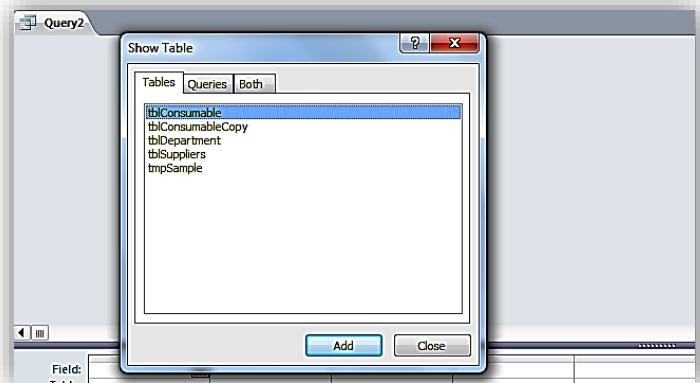 Query2
Show Table
?
X
Tables Queries Both
tblConsumable
tblConsumableCopy
tblDepartment
tblSuppliers
tmpSample
Add Close
Field: